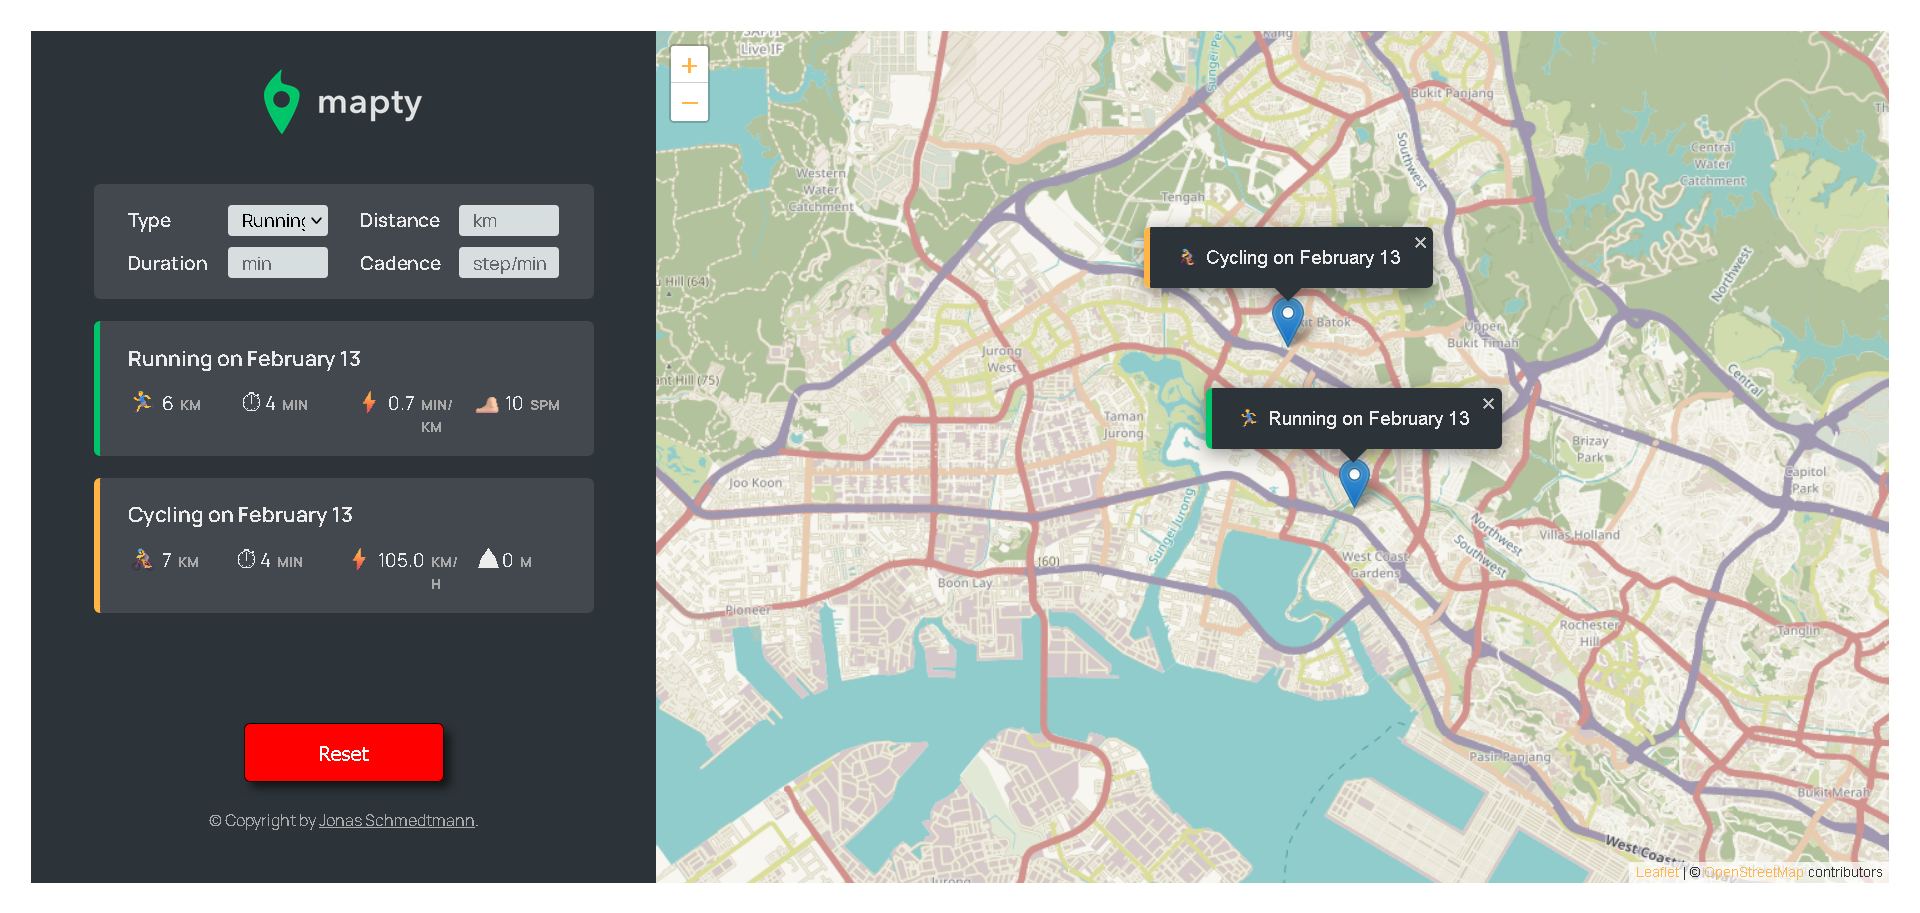 mapty
Type
Running
Distance
km
Duration
min
Cadence
step/min
Running on February 13
6 KM
4 MIN
0.7 MIN/
KM
10 SPM
Cycling on February 13
7 KM
4 MIN
105.0 KM/
H
0 M
Reset
© Copyright by Jonas Schmedtmann.
+
−
Live IF
Sungei Pe
Bukit Panjang
Southwest
Central
Water
Catchment
Western
Water
Catchment
Tengah
Cycling on February 13
Northwest
Hill (64)
Batok
Upper
Bukit Timah
Jurong
West
Central
Hill (75)
Taman
Jurong
Running on February 13
Brizay
Park
Capitol
Park
Joo Koon
Sungei Jurong
Northwest
Southwest
Villas Holland
West Coast
Gardens
(60)
Boon Lay
Pioneer
Rochester
Hill
Tanglin
Pasir Panjang
Bukit Merah
West Coast
Jurong
Leaflet | © OpenStreetMap contributors